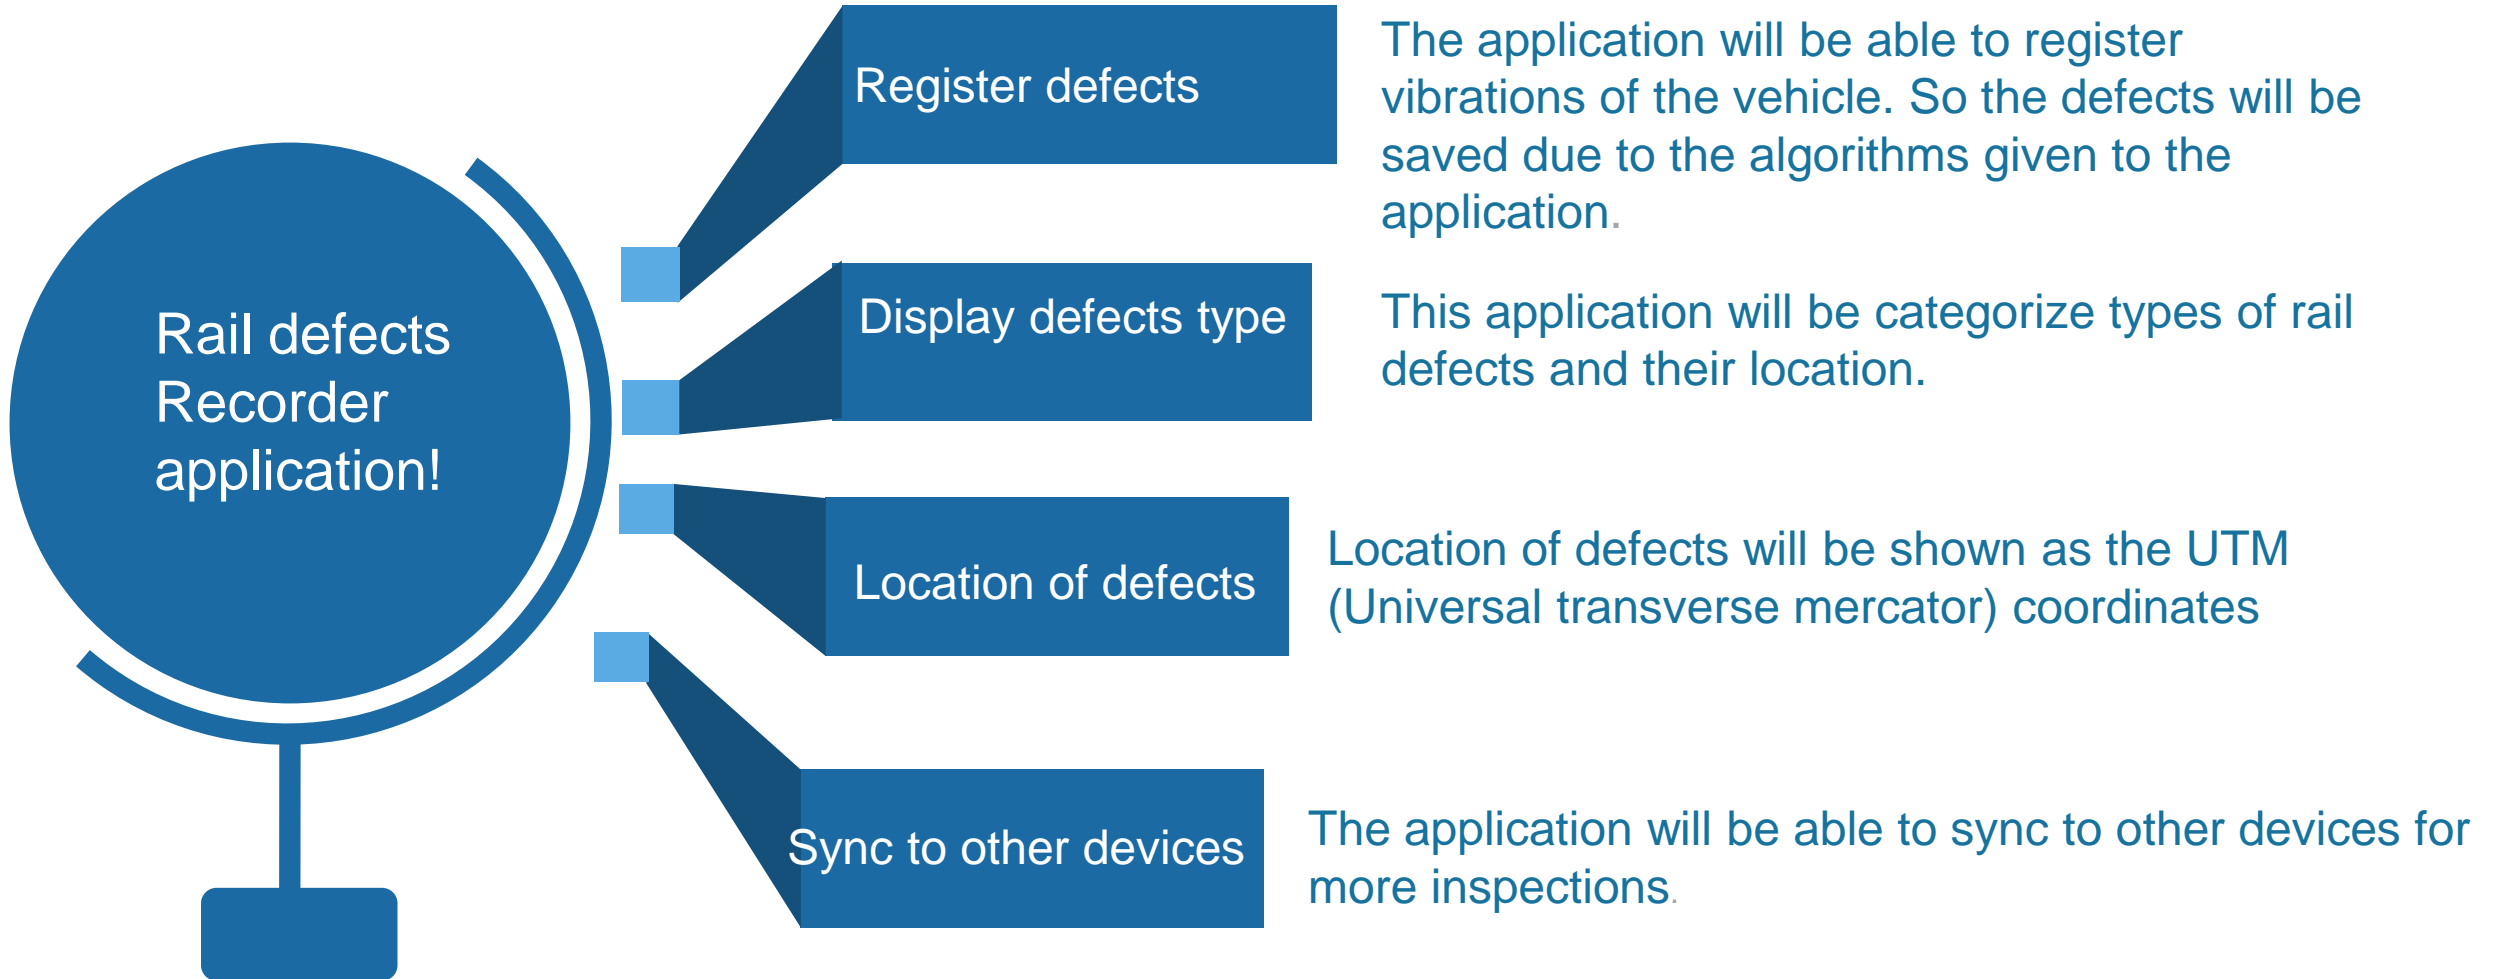 Rail defects
Recorder
application!
Register defects
The application will be able to register
vibrations of the vehicle. So the defects will be
saved due to the algorithms given to the
application.
Display defects type
This application will be categorize types of rail
defects and their location.
Location of defects
Location of defects will be shown as the UTM
(Universal transverse mercator) coordinates
Sync to other devices
The application will be able to sync to other devices for
more inspections.